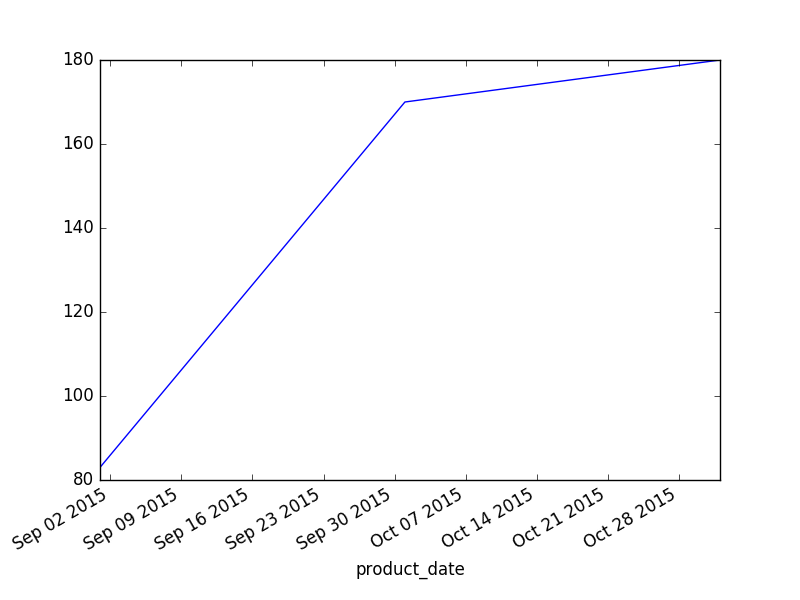 180
160
140
120
100
80
Sep 02 2015
Sep 09 2015
Sep 16 2015
Sep 23 2015
Sep 30 2015
Oct 07 2015
Oct 14 2015
Oct 21 2015
Oct 28 2015
product_date